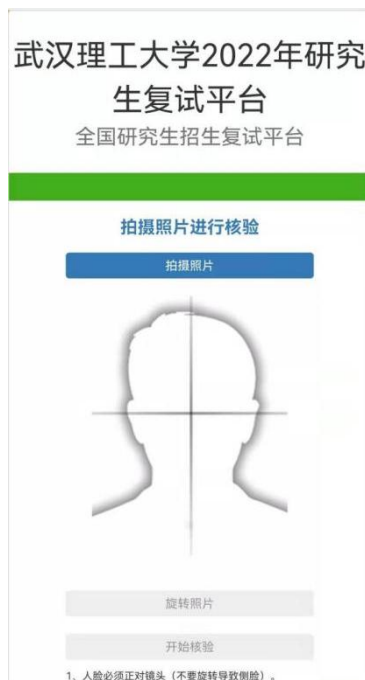 武汉理工大学2022年研究
生复试平台
全国研究生招生复试平台
拍摄照片进行核验
拍摄照片
旋转照片
开始核验
1、人脸必须正对镜头（不要旋转导致侧脸）。